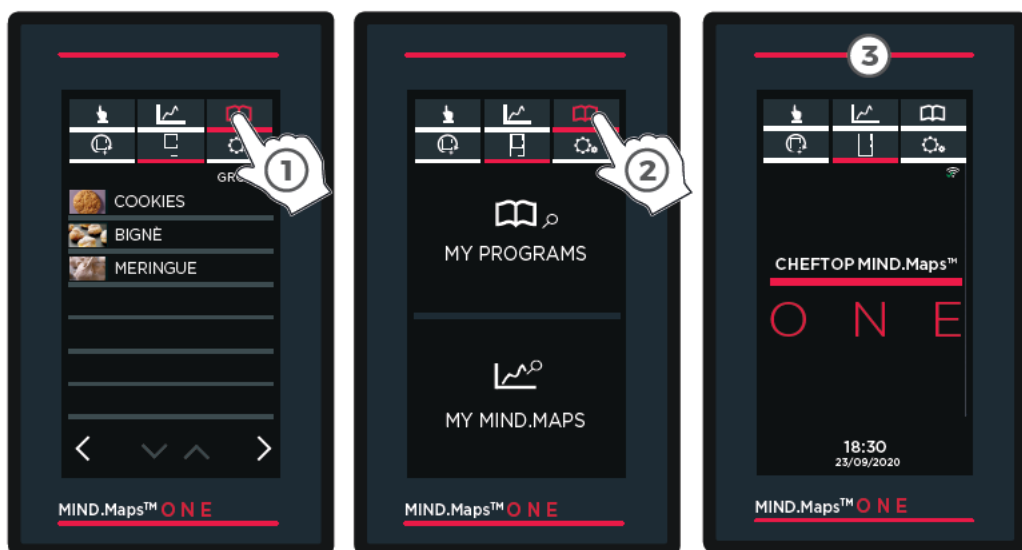 GRO
1
COOKIES
BIGNÈ
MERINGUE
MIND.Maps™ ONE
2
MY PROGRAMS
MY MIND.MAPS
MIND.Maps™ ONE
3
CHEFTOP MIND.Maps™
ONE
18:30
23/09/2020
MIND.Maps™ ONE